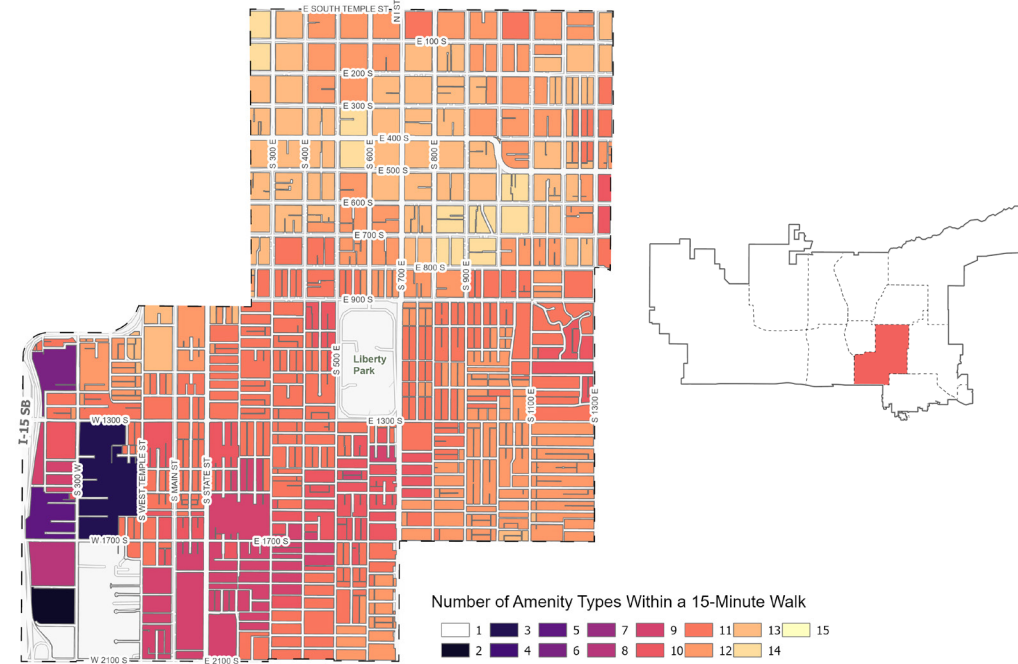 E SOUTH TEMPLE ST
N I ST
E 100 S
E 200 S
E 300 S
E 400 S
S 300 E
S 400 E
S 600 E
S 800 E
E 500 S
E 600 S
E 700 S
E 800 S
S 700 E
S 900 E
E 900 S
S 500 E
Liberty
Park
S 1100 E
S 1300 E
I-15 SB
W 1300 S
E 1300 S
S 300 W
S WEST TEMPLE ST
S MAIN ST
S STATE ST
W 1700 S
E 1700 S
W 2100 S
E 2100 S
Number of Amenity Types Within a 15-Minute Walk
1 3 5 7 9 11 13 15
2 4 6 8 10 12 14